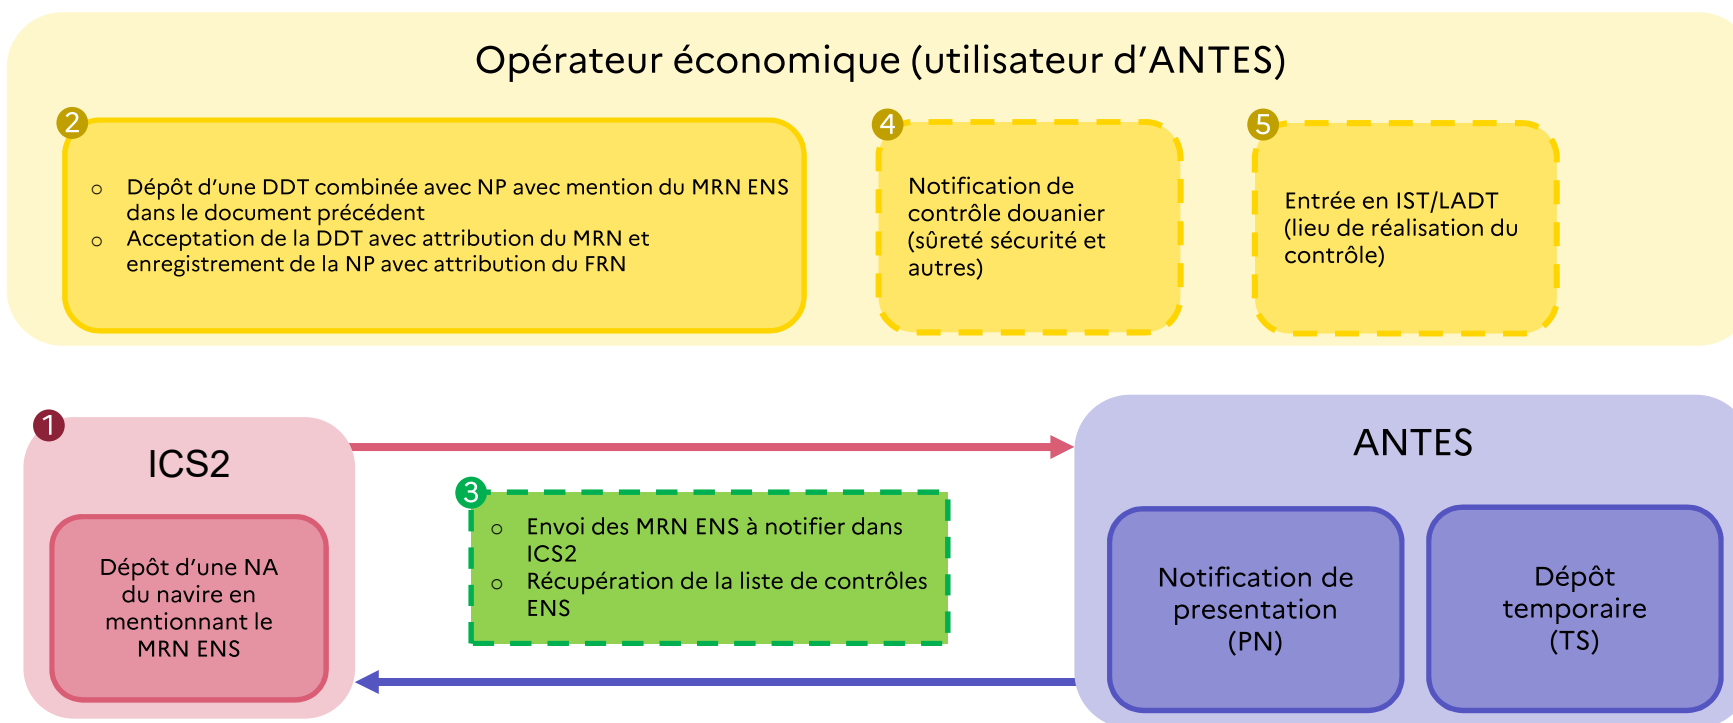 Opérateur économique (utilisateur d’ANTES)
2
○ Dépôt d’une DDT combinée avec NP avec mention du MRN ENS
dans le document précédent
○ Acceptation de la DDT avec attribution du MRN et
enregistrement de la NP avec attribution du FRN
4
Notification de
contrôle douanier
(sûreté sécurité et
autres)
5
Entrée en IST/LADT
(lieu de réalisation du
contrôle)
1
ICS2
Dépôt d’une NA
du navire en
mentionnant le
MRN ENS
3
○ Envoi des MRN ENS à notifier dans
ICS2
○ Récupération de la liste de contrôles
ENS
ANTES
Notification de
presentation
(PN)
Dépôt
temporaire
(TS)